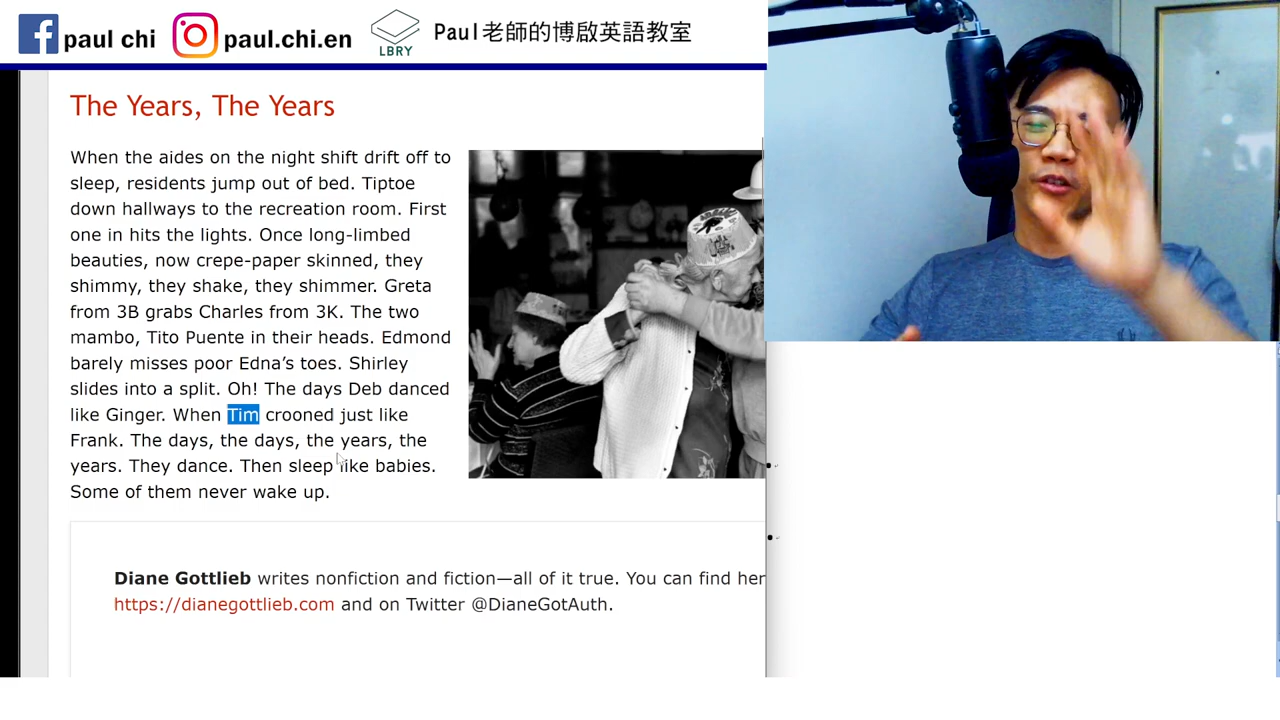 paul chi
paul.chi.en
LBRY
Paul老師的博啟英語教室
The Years, The Years
When the aides on the night shift drift off to
sleep, residents jump out of bed. Tiptoe
down hallways to the recreation room. First
one in hits the lights. Once long-limbed
beauties, now crepe-paper skinned, they
shimmy, they shake, they shimmer. Greta
from 3B grabs Charles from 3K. The two
mambo, Tito Puente in their heads. Edmond
barely misses poor Edna’s toes. Shirley
slides into a split. Oh! The days Deb danced
like Ginger. When Tim crooned just like
Frank. The days, the days, the years, the
years. They dance. Then sleep like babies.
Some of them never wake up.
Diane Gottlieb writes nonfiction and fiction—all of it true. You can find her
https://dianegottlieb.com and on Twitter @DianeGotAuth.